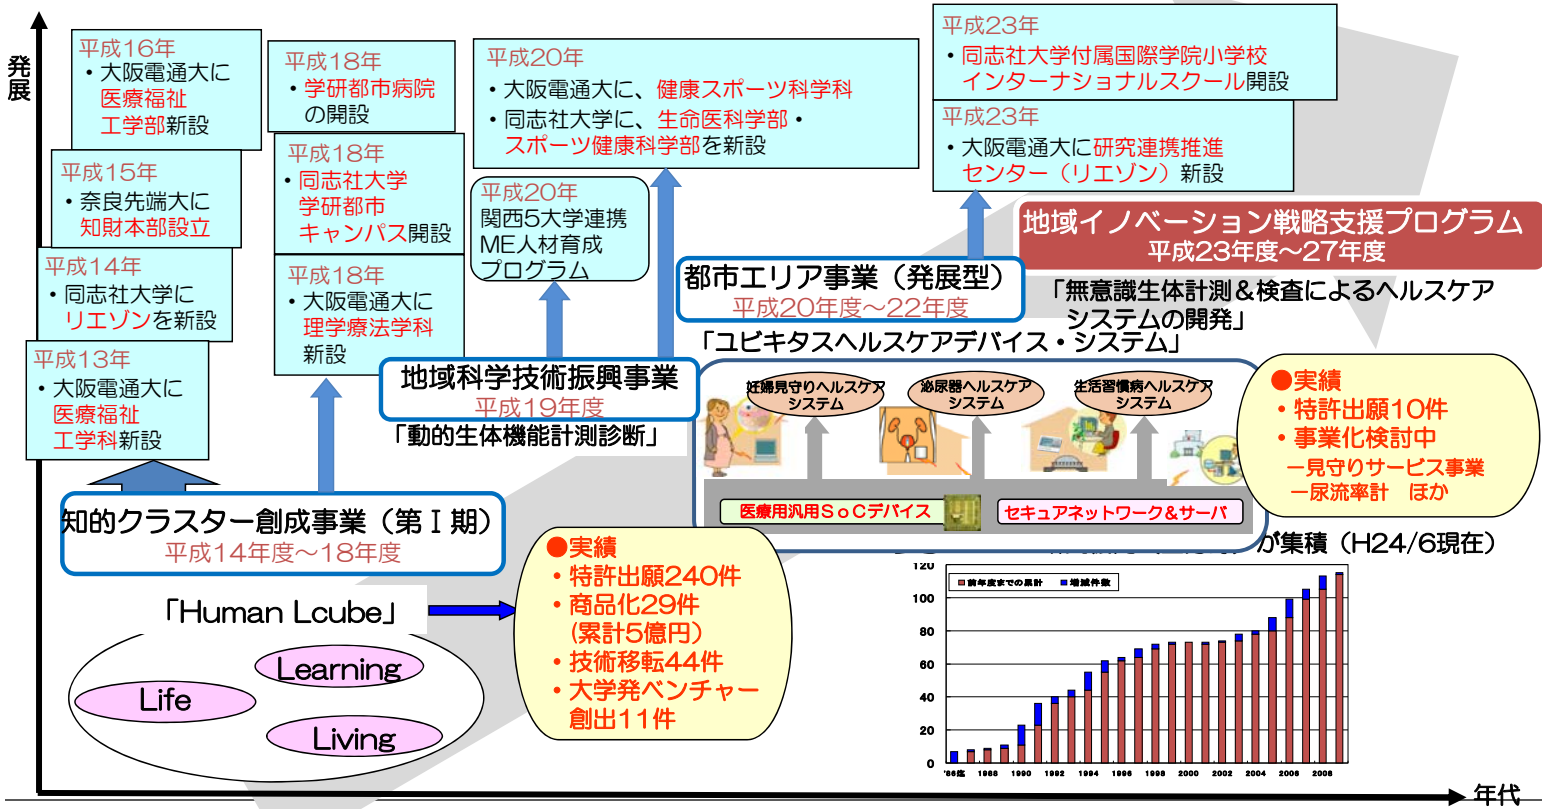 発展
平成16年
・大阪電通大に
医療福祉
工学部新設
平成15年
・奈良先端大に
知財本部設立
平成14年
・同志社大学に
リエゾンを新設
平成13年
・大阪電通大に
医療福祉
工学科新設
平成18年
・学研都市病院
の開設
平成18年
・同志社大学
学研都市
キャンパス開設
平成18年
・大阪電通大に
理学療法学科
新設
平成20年
・大阪電通大に、健康スポーツ科学科
・同志社大学に、生命医科学部・
スポーツ健康科学部を新設
平成20年
関西5大学連携
ME人材育成
プログラム
平成23年
・同志社大学付属国際学院小学校
インターナショナルスクール開設
平成23年
・大阪電通大に研究連携推進
センター（リエゾン）新設
地域イノベーション戦略支援プログラム
平成23年度～27年度
「無意識生体計測＆検査によるヘルスケア
システムの開発」
都市エリア事業（発展型）
平成20年度～22年度
「ユビキタスヘルスケアデバイス・システム」
地域科学技術振興事業
平成19年度
「動的生体機能計測診断」
妊婦見守りヘルスケア
システム
泌尿器ヘルスケア
システム
生活習慣病ヘルスケア
システム
医療用汎用ＳｏＣデバイス
セキュアネットワーク&サーバ
●実績
・特許出願10件
・事業化検討中
－見守りサービス事業
－尿流率計　ほか
知的クラスター創成事業（第Ⅰ期）
平成14年度～18年度
「Human Lcube」
Learning
Life
Living
●実績
・特許出願240件
・商品化29件
(累計5億円）
・技術移転44件
・大学発ベンチャー
創出11件
が集積（H24/6現在）
前年度までの累計
増減件数
120
100
80
60
40
20
0
'86迄 1988 1990 1992 1994 1996 1998 2000 2002 2004 2006 2008
年代